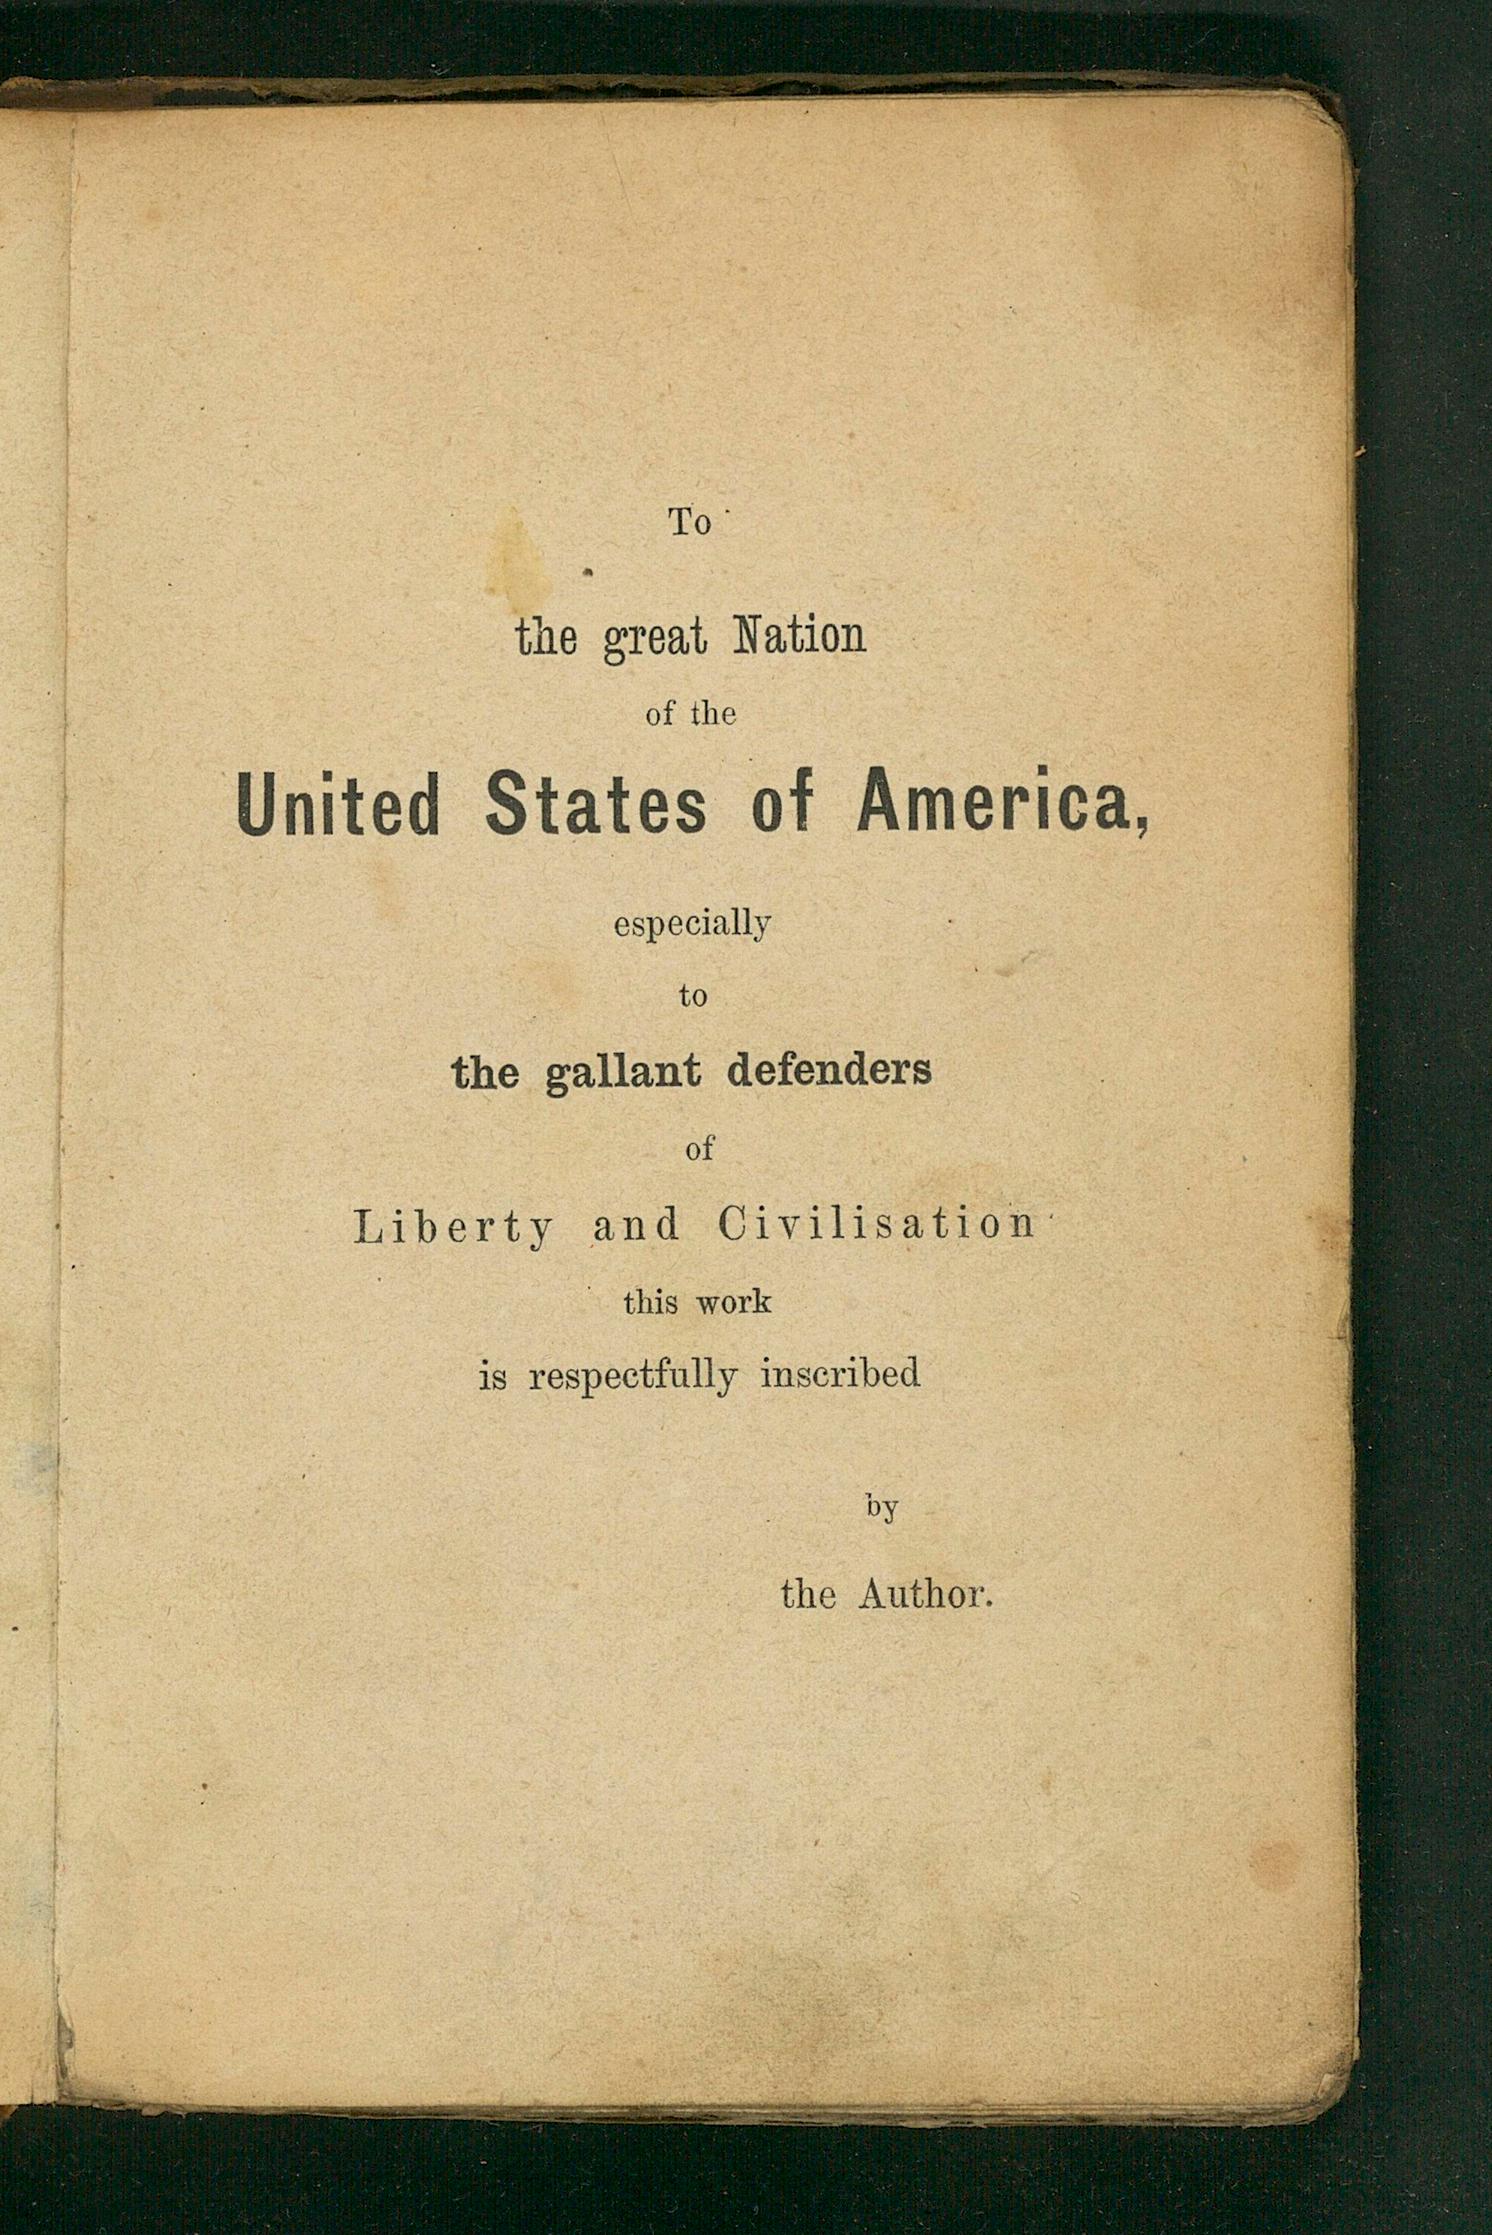 To
the great Nation
of the
United States of America,
especially
to
the gallant defenders
of
Liberty and Civilisation
this work
is respectfully inscribed
by
the Author.